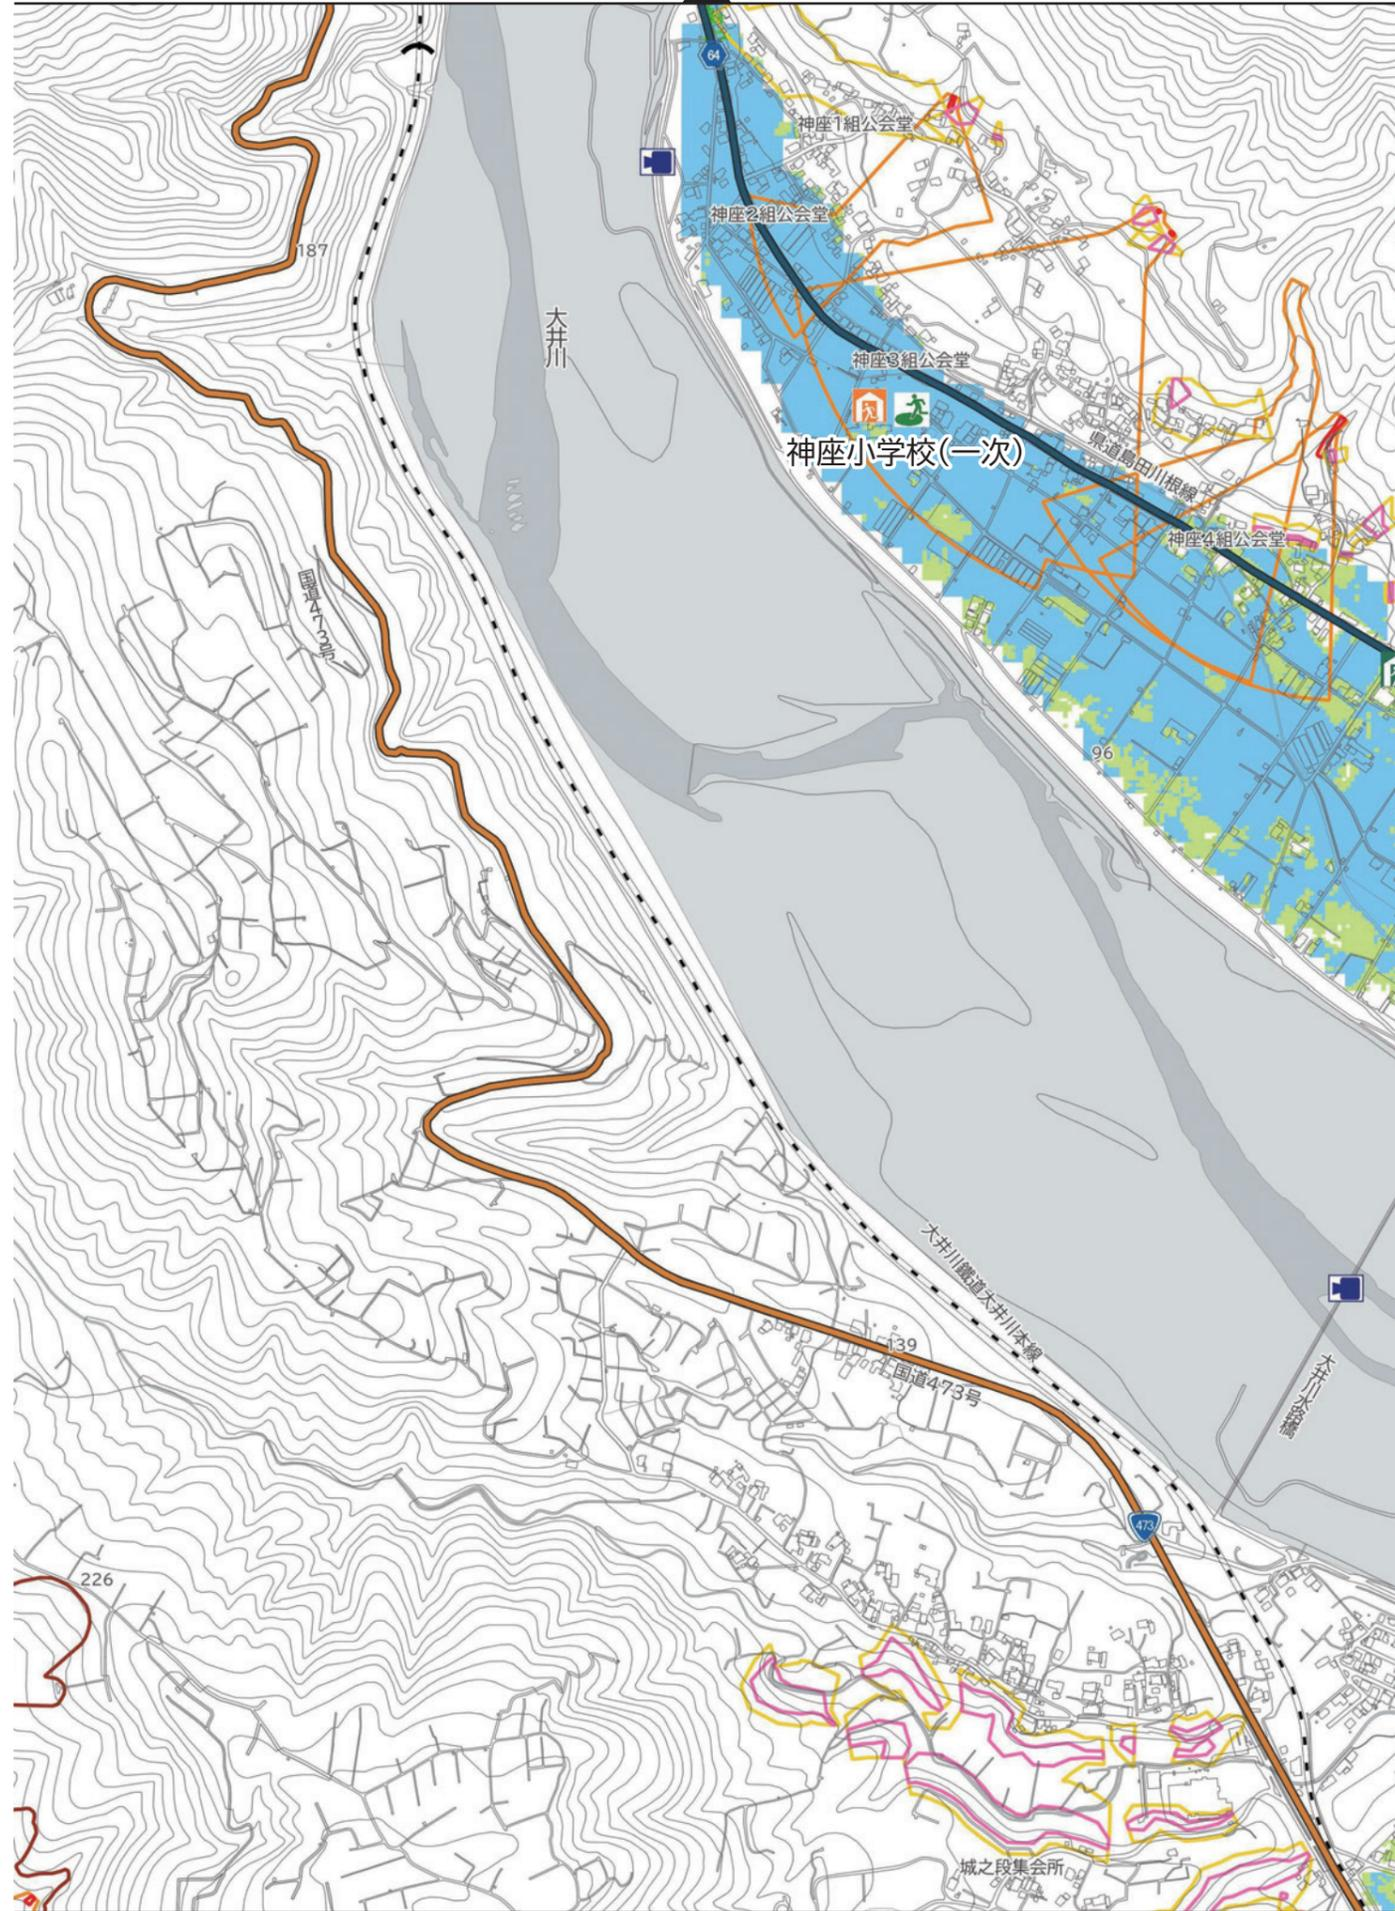 64
神座1組公会堂
神座2組公会堂
187
大井川
神座3組公会堂
神座小学校(一次)
県道島田川根線
神座4組公会堂
国道473号
96
大井川鐵道大井川本線
139
国道473号
大井川水路橋
473
226
城之段集会所